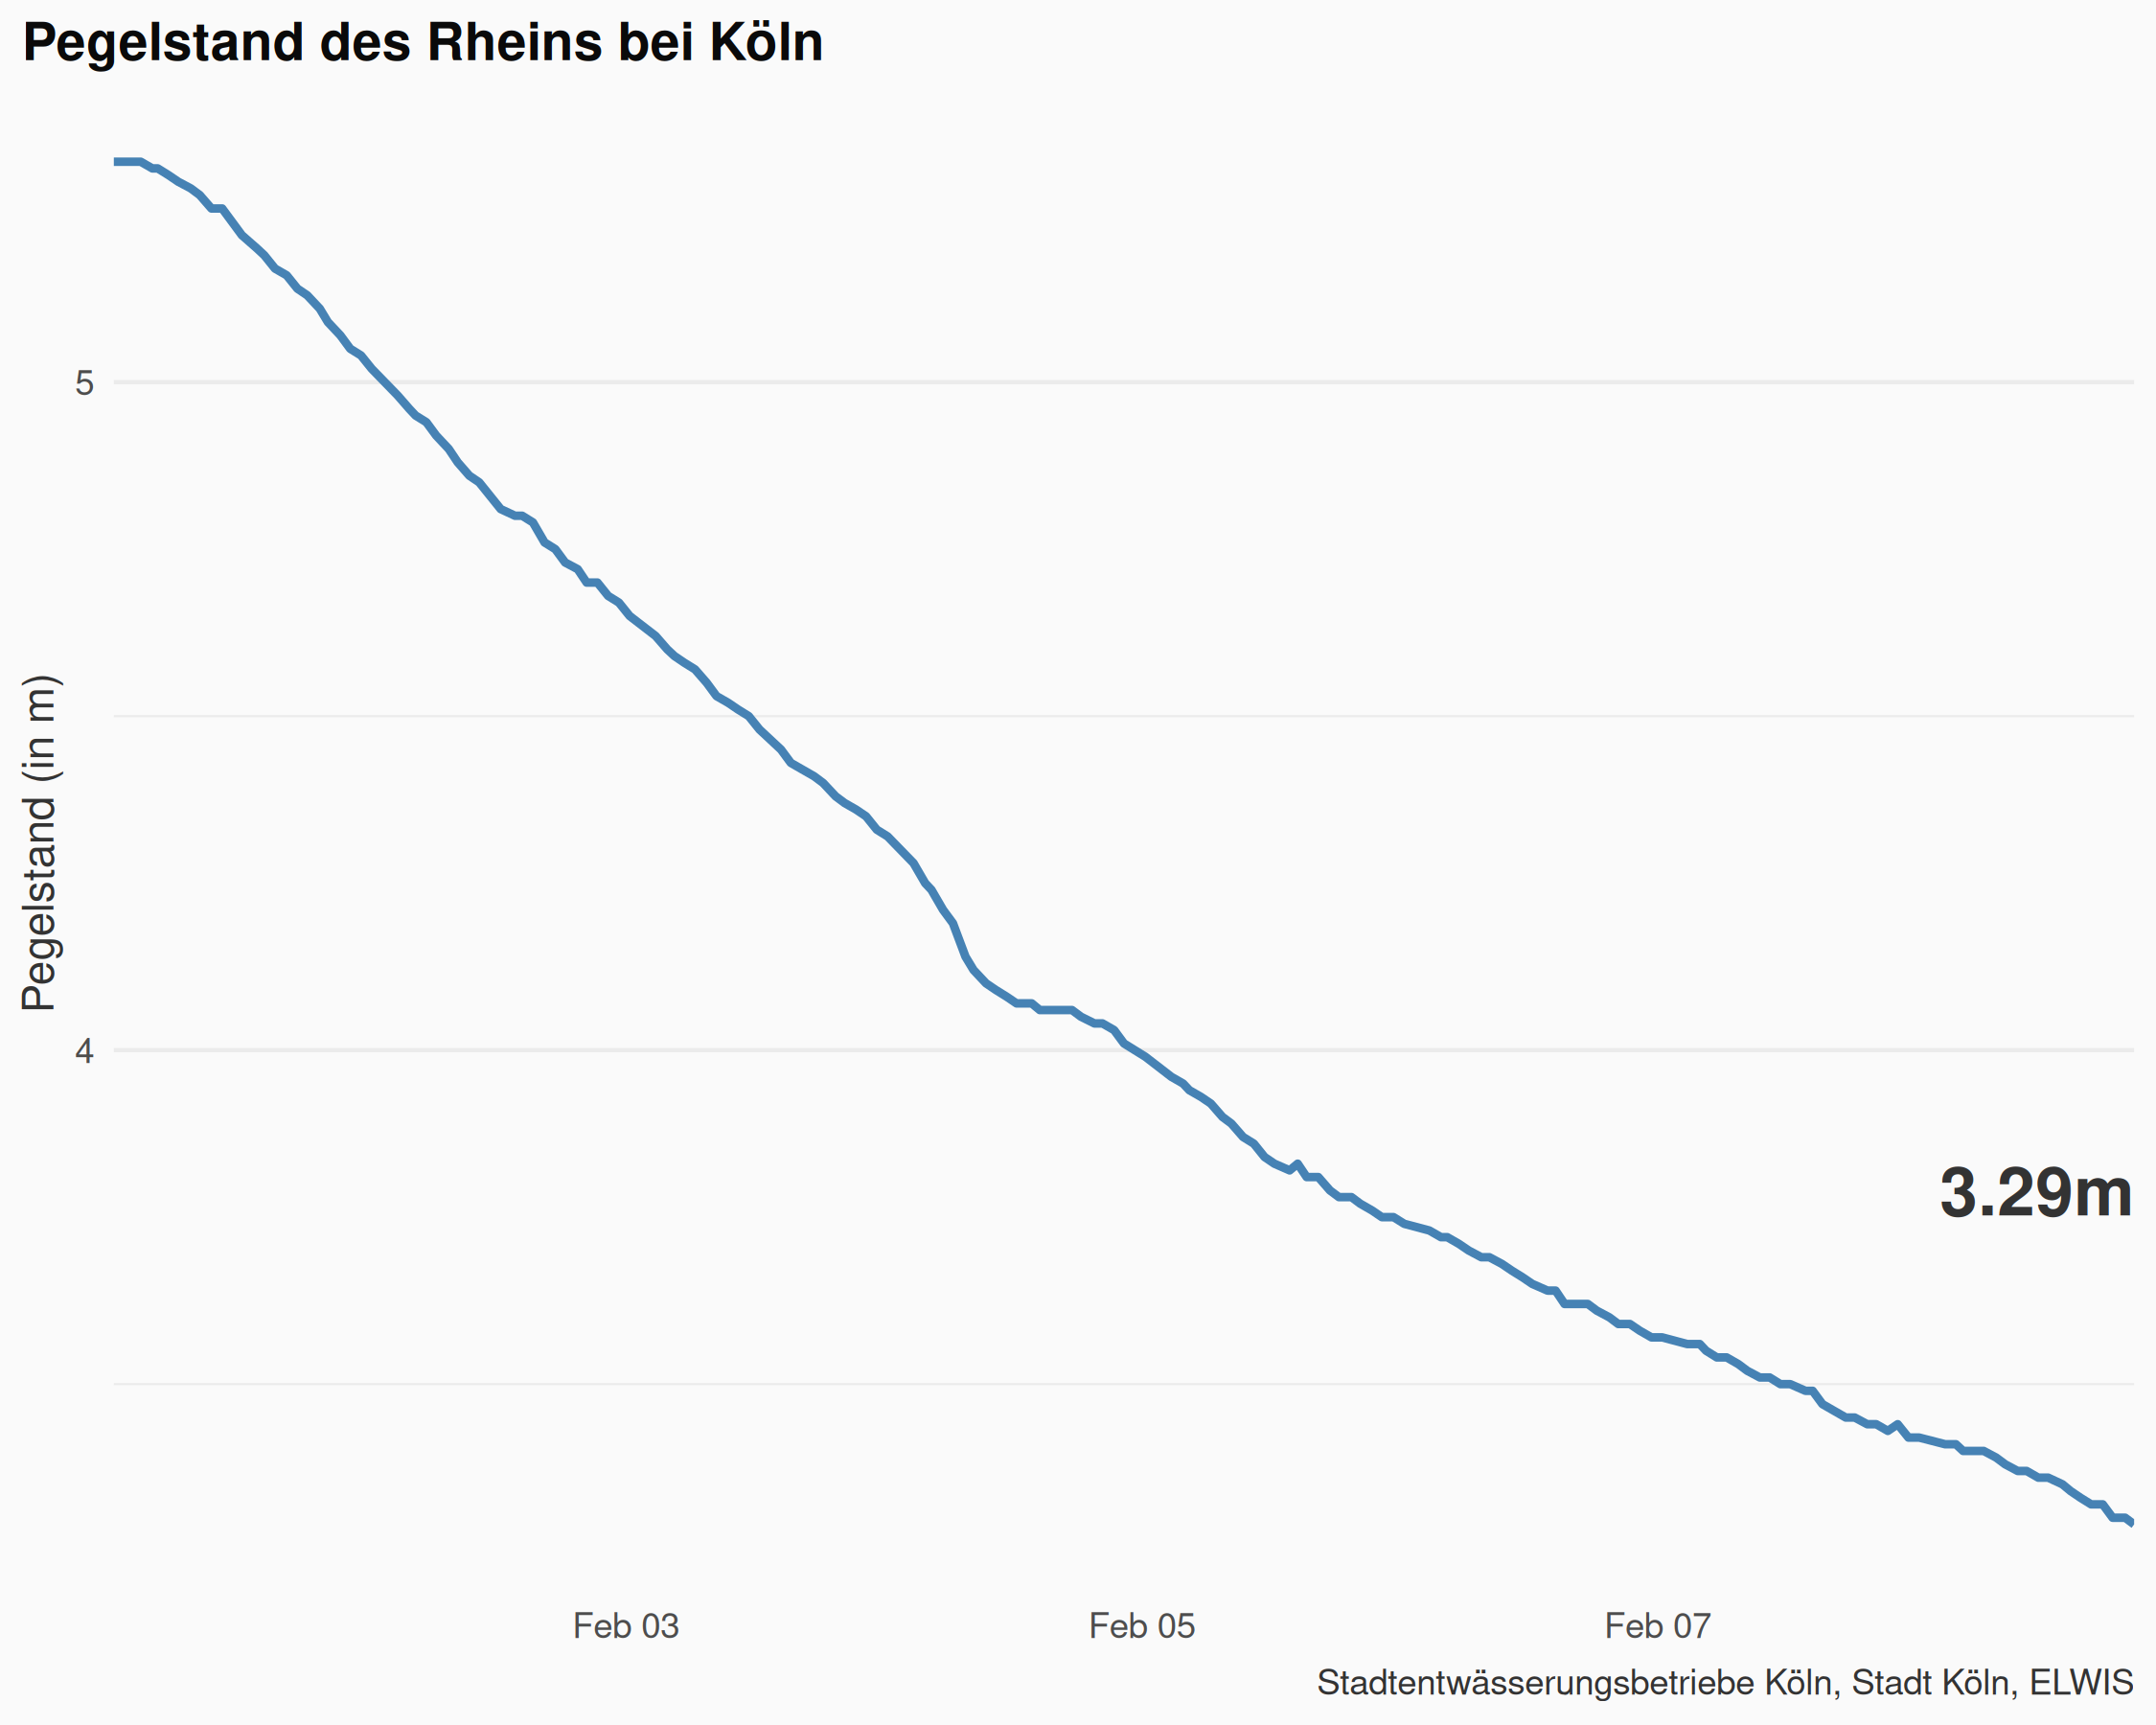 Pegelstand des Rheins bei Köln
Pegelstand (in m)
5
4
3.29m
Feb 03
Feb 05
Feb 07
Stadtentwässerungsbetriebe Köln, Stadt Köln, ELWIS